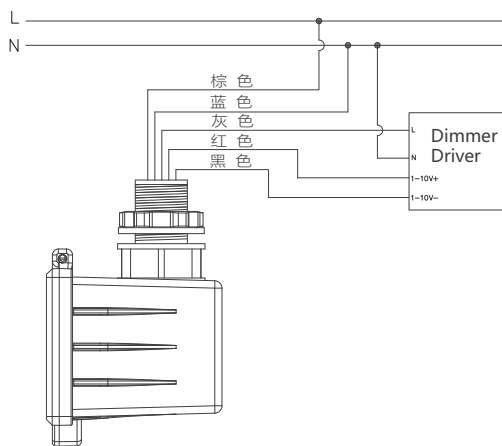 L
N
棕 色
蓝 色
灰 色
红 色
黑 色
L
Dimmer
Driver
N
1-10V+
1-10V-